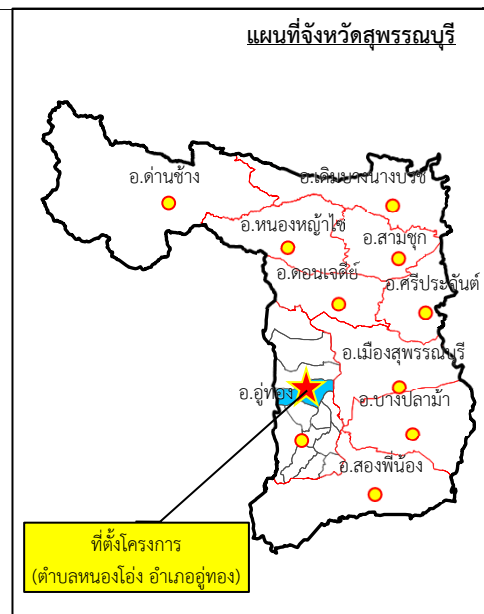 แผนที่จังหวัดสุพรรณบุรี
อ.ด่านช้าง
อ.เดิมบางนางบวช
อ.หนองหญ้าไซ
อ.สามชุก
อ.ดอนเจดีย์
อ.ศรีประจันต์
อ.เมืองสุพรรณบุรี
อ.อู่ทอง
อ.บางปลาม้า
อ.สองพี่น้อง
ที่ตั้งโครงการ
(ตำบลหนองโอ่ง อำเภออู่ทอง)